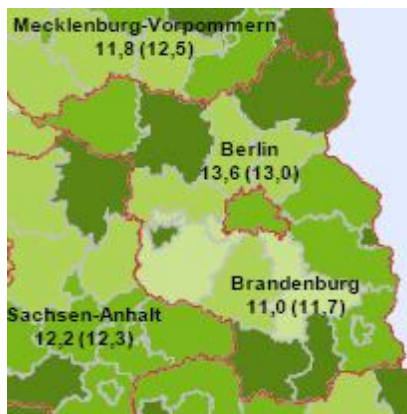 Mecklenburg-Vorpommern
11,8 (12,5)
Berlin
13,6 (13,0)
Brandenburg
11,0 (11,7)
Sachsen-Anhalt
12,2 (12,3)